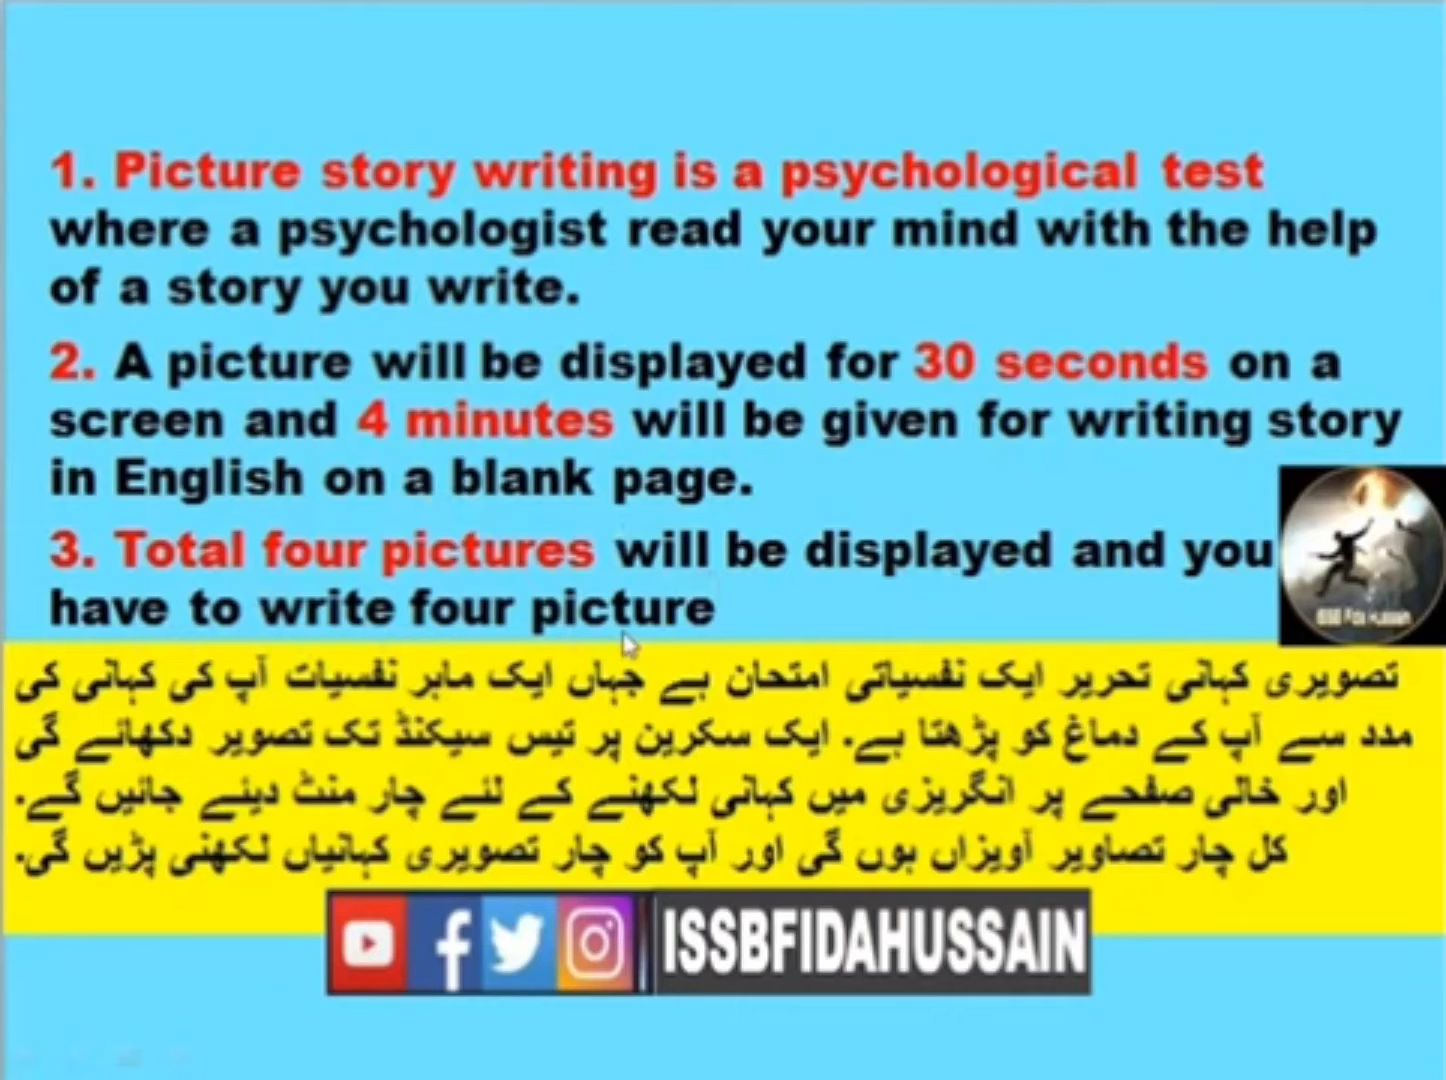 1. Picture story writing is a psychological test
where a psychologist read your mind with the help
of a story you write.
2. A picture will be displayed for 30 seconds on a
screen and 4 minutes will be given for writing story
in English on a blank page.
3. Total four pictures will be displayed and you
have to write four picture
ISSB Fida Hussain
تصویری کہانی تحریر ایک نفسیاتی امتحان ہے جہاں ایک ماہر نفسیات آپ کی کہانی کی
مدد سے آپ کے دماغ کو پڑھتا ہے۔ ایک سکرین پر تیس سیکنڈ تک تصویر دکھائے گی
اور خالی صفحے پر انگریزی میں کہانی لکھنے کے لئے چار منٹ دیئے جائیں گے۔
کل چار تصاویر آویزاں ہوں گی اور آپ کو چار تصویری کہانیاں لکھنی پڑیں گی۔
ISSBFIDAHUSSAIN